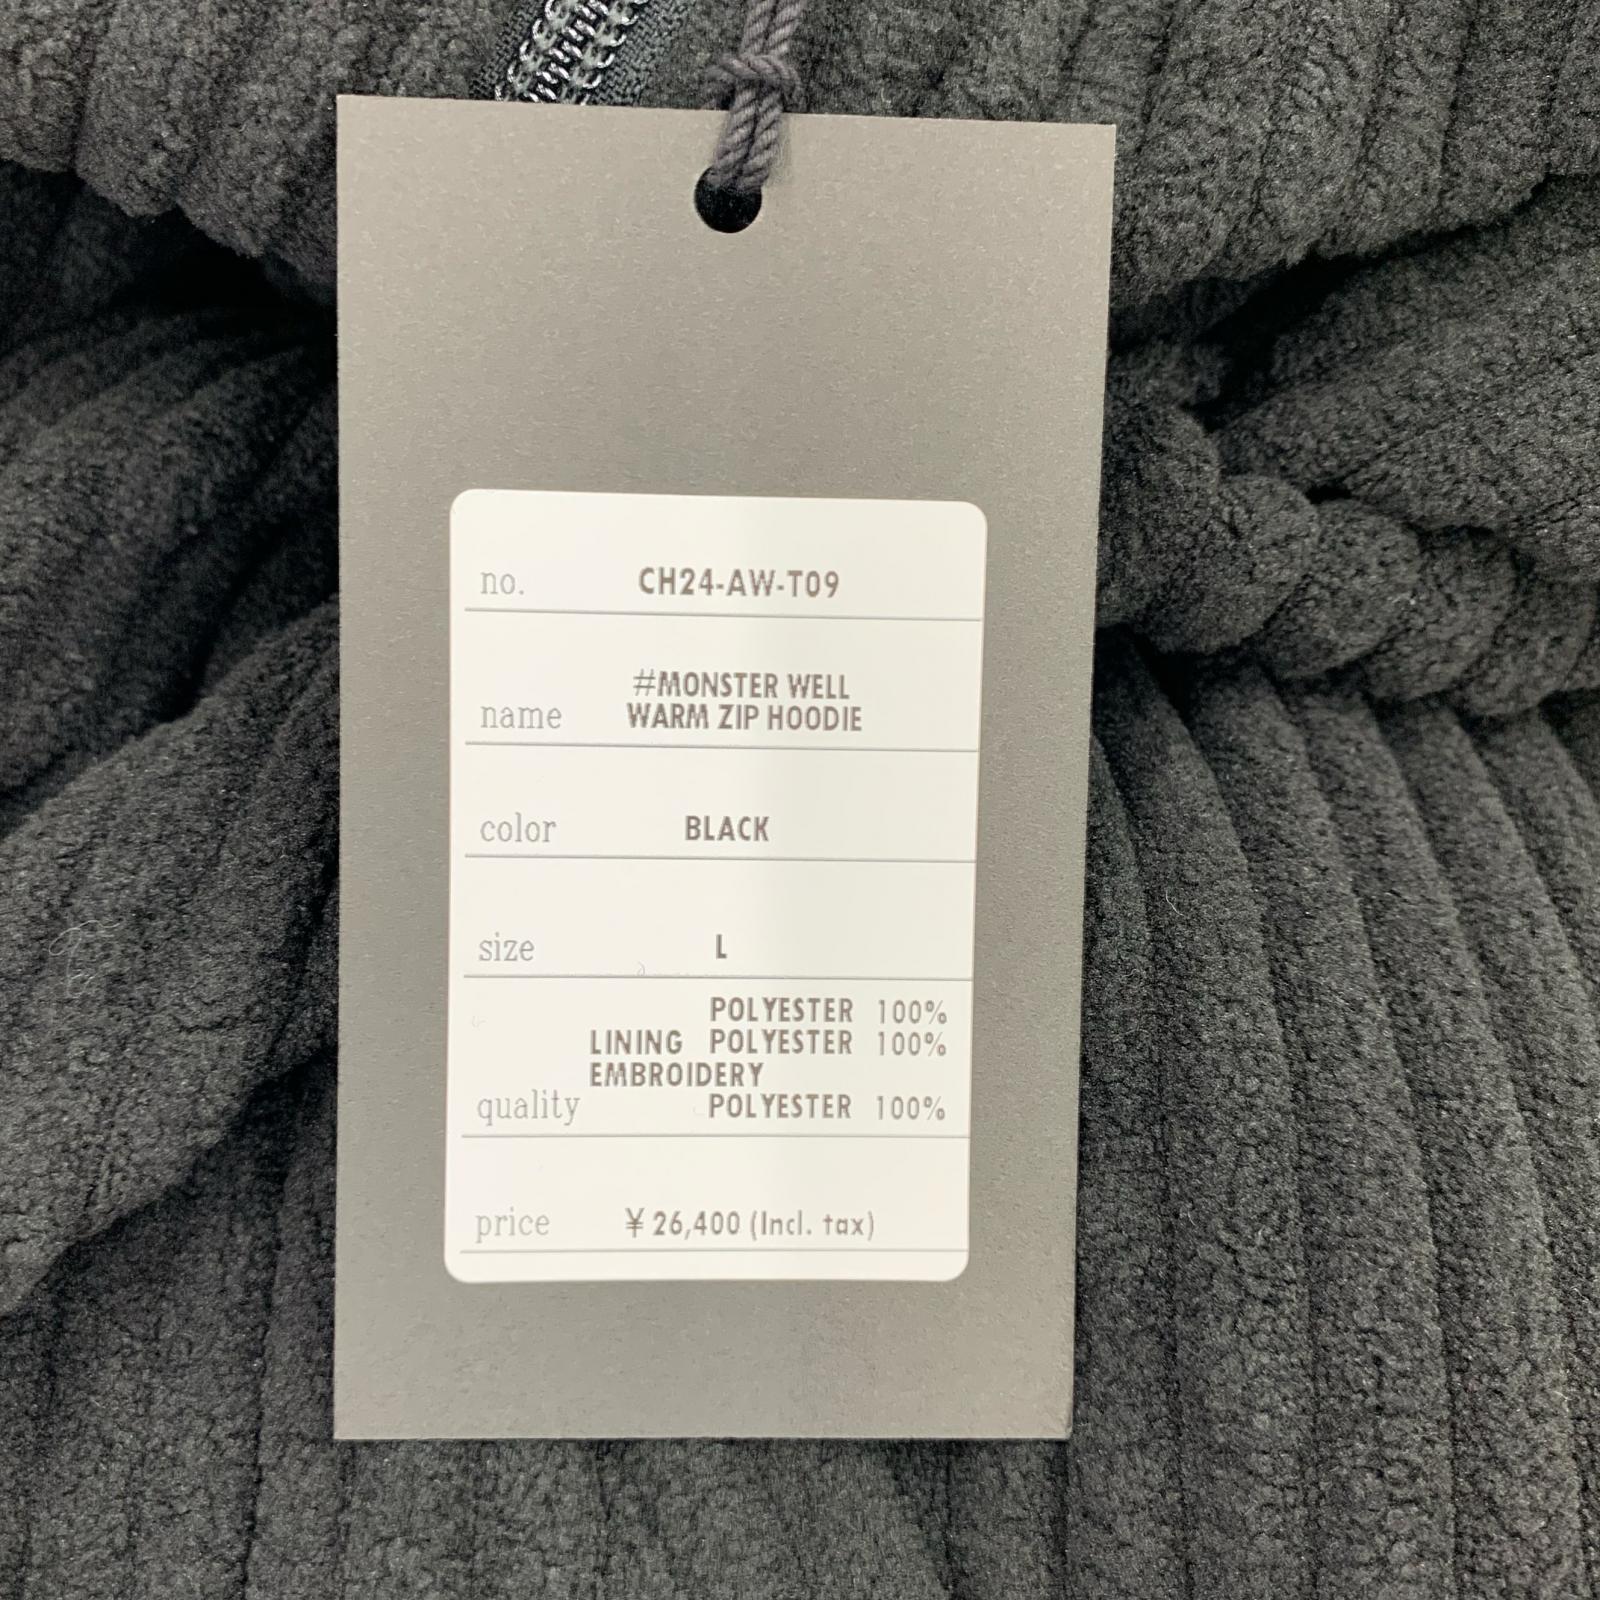 no. CH24-AW-T09
#MONSTER WELL
name WARM ZIP HOODIE
color BLACK
size L
POLYESTER 100%
LINING POLYESTER 100%
EMBROIDERY
quality POLYESTER 100%
price ¥26,400 (Incl. tax)